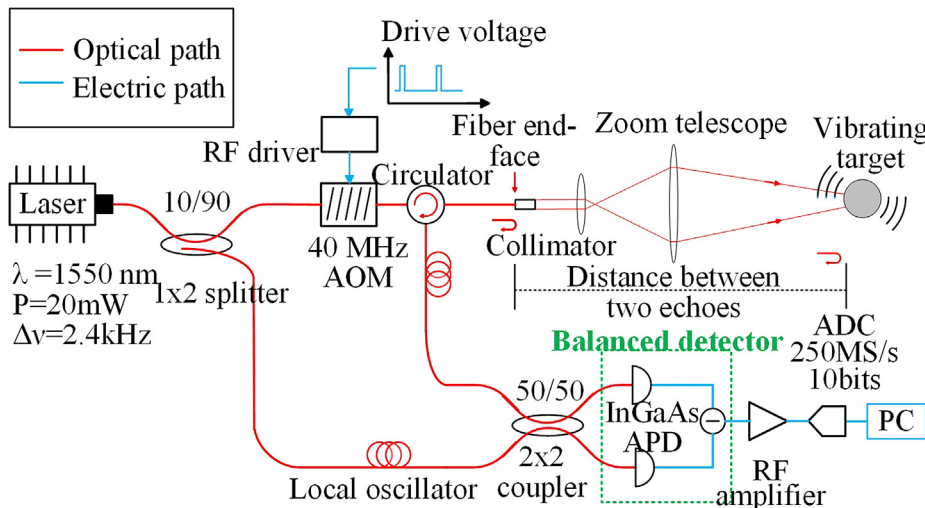 Optical path
Electric path
Drive voltage
RF driver
Fiber end-
face
Zoom telescope
Vibrating
target
Laser
10/90
Circulator
40 MHz
AOM
Collimator
λ =1550 nm
P=20mW
Δν=2.4kHz
1x2 splitter
Distance between
two echoes
Balanced detector
ADC
250MS/s
10bits
50/50
InGaAs
APD
PC
2x2
coupler
Local oscillator
RF
amplifier